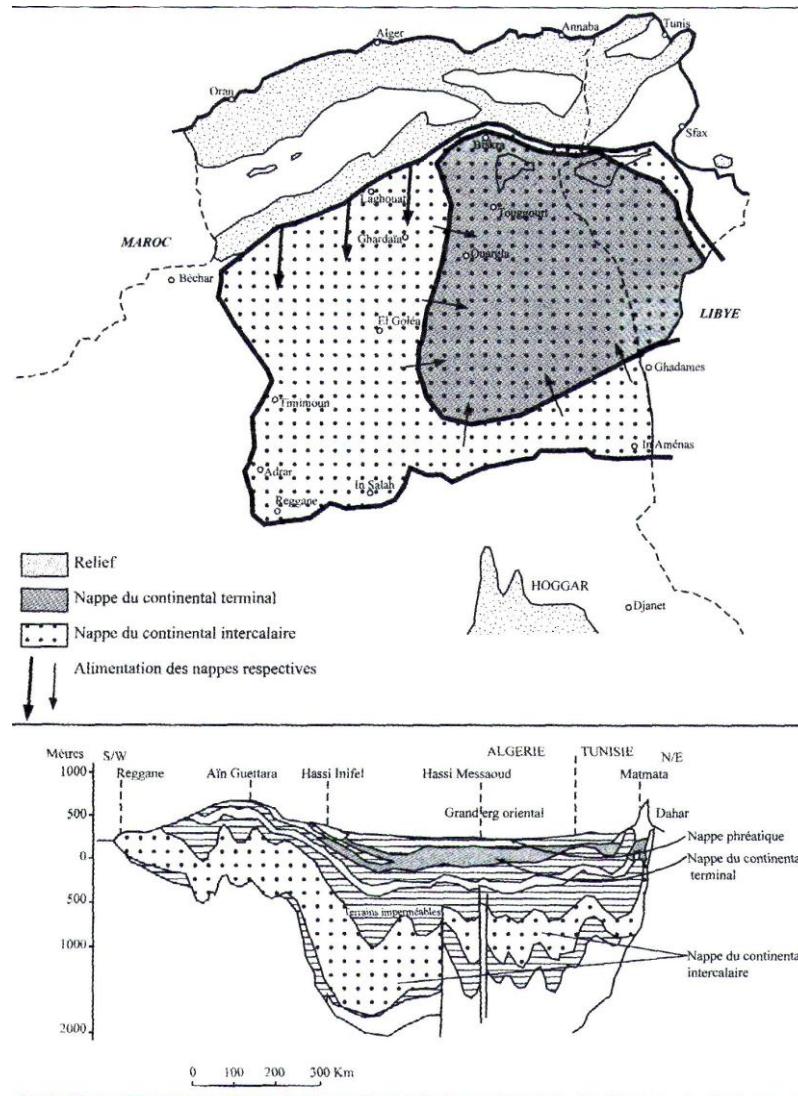 Alger
Annaba
Tunis
Oran
Sfax
Biskra
Laghouat
Touggourt
MAROC
Ghardaïa
Ouargla
Béchar
LIBYE
El Goléa
Ghadames
Timimoun
In Aménas
Adrar
In Salah
Reggane
Relief
HOGGAR
Nappe du continental terminal
Djanet
Nappe du continental intercalaire
Alimentation des nappes respectives
Mètres S/W ALGERIE TUNISIE N/E
Reggane Aïn Guettara Hassi Inifel Hassi Messaoud Matmata
1000
500
Grand erg oriental
Dahar
Nappe phréatique
0
Nappe du continental
terminal
500
Terrains imperméables
1000
Nappe du continental
intercalaire
2000
0 100 200 300 Km